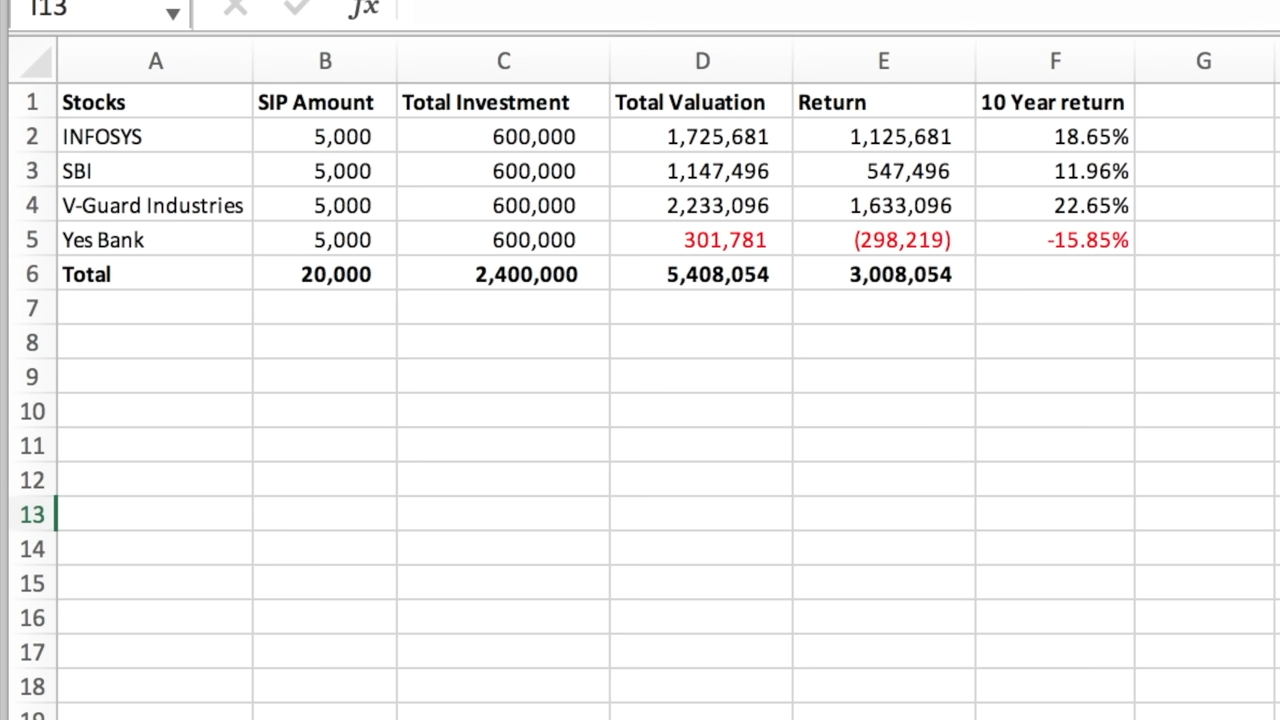 I13 fx
A B C D E F G
1 Stocks SIP Amount Total Investment Total Valuation Return 10 Year return
2 INFOSYS 5,000 600,000 1,725,681 1,125,681 18.65%
3 SBI 5,000 600,000 1,147,496 547,496 11.96%
4 V-Guard Industries 5,000 600,000 2,233,096 1,633,096 22.65%
5 Yes Bank 5,000 600,000 301,781 (298,219) -15.85%
6 Total 20,000 2,400,000 5,408,054 3,008,054
7
8
9
10
11
12
13
14
15
16
17
18
19